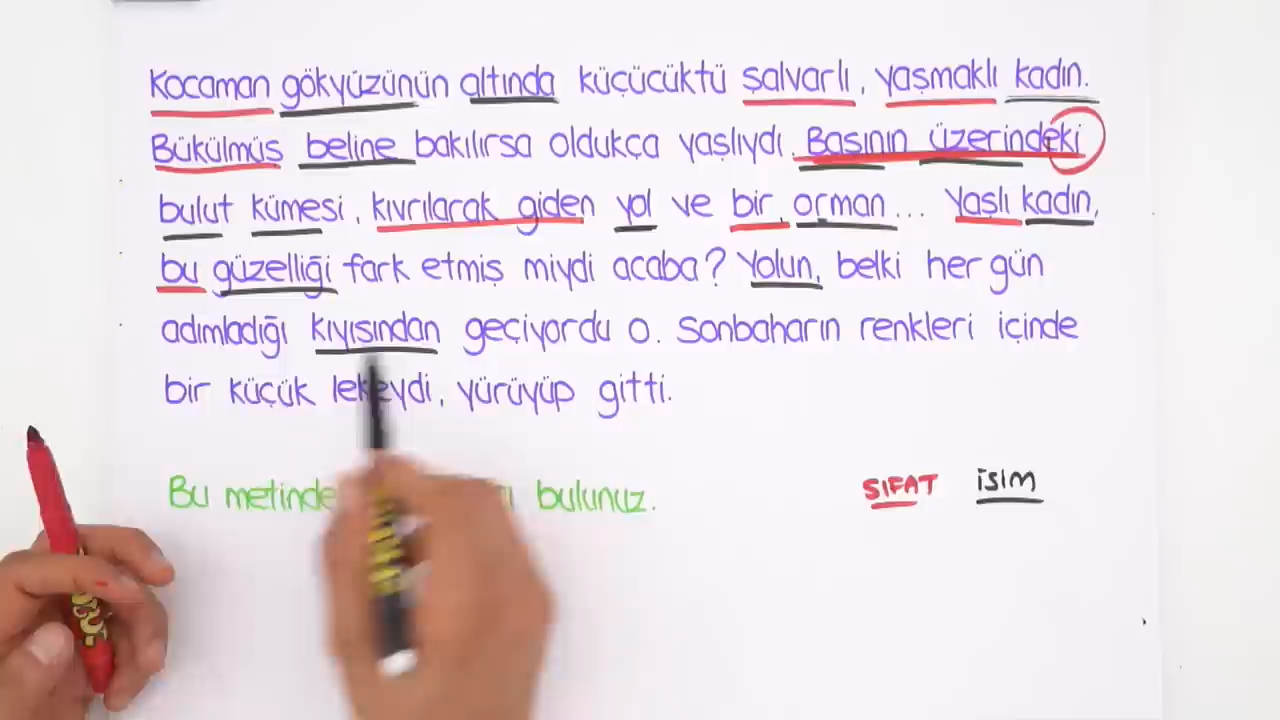 Kocaman gökyüzünün altında küçücüktü şalvarlı, yaşmaklı kadın.
Bükülmüş beline bakılırsa oldukça yaşlıydı. Başının üzerindeki
bulut kümesi, kıvrılarak giden yol ve bir orman... Yaşlı kadın,
bu güzelliği fark etmiş miydi acaba? Yolun, belki her gün
adımladığı kıyısından geçiyordu o. Sonbaharın renkleri içinde
bir küçük lekeydi, yürüyüp gitti.
Bu metinde bulunuz.
SIFAT İSİM